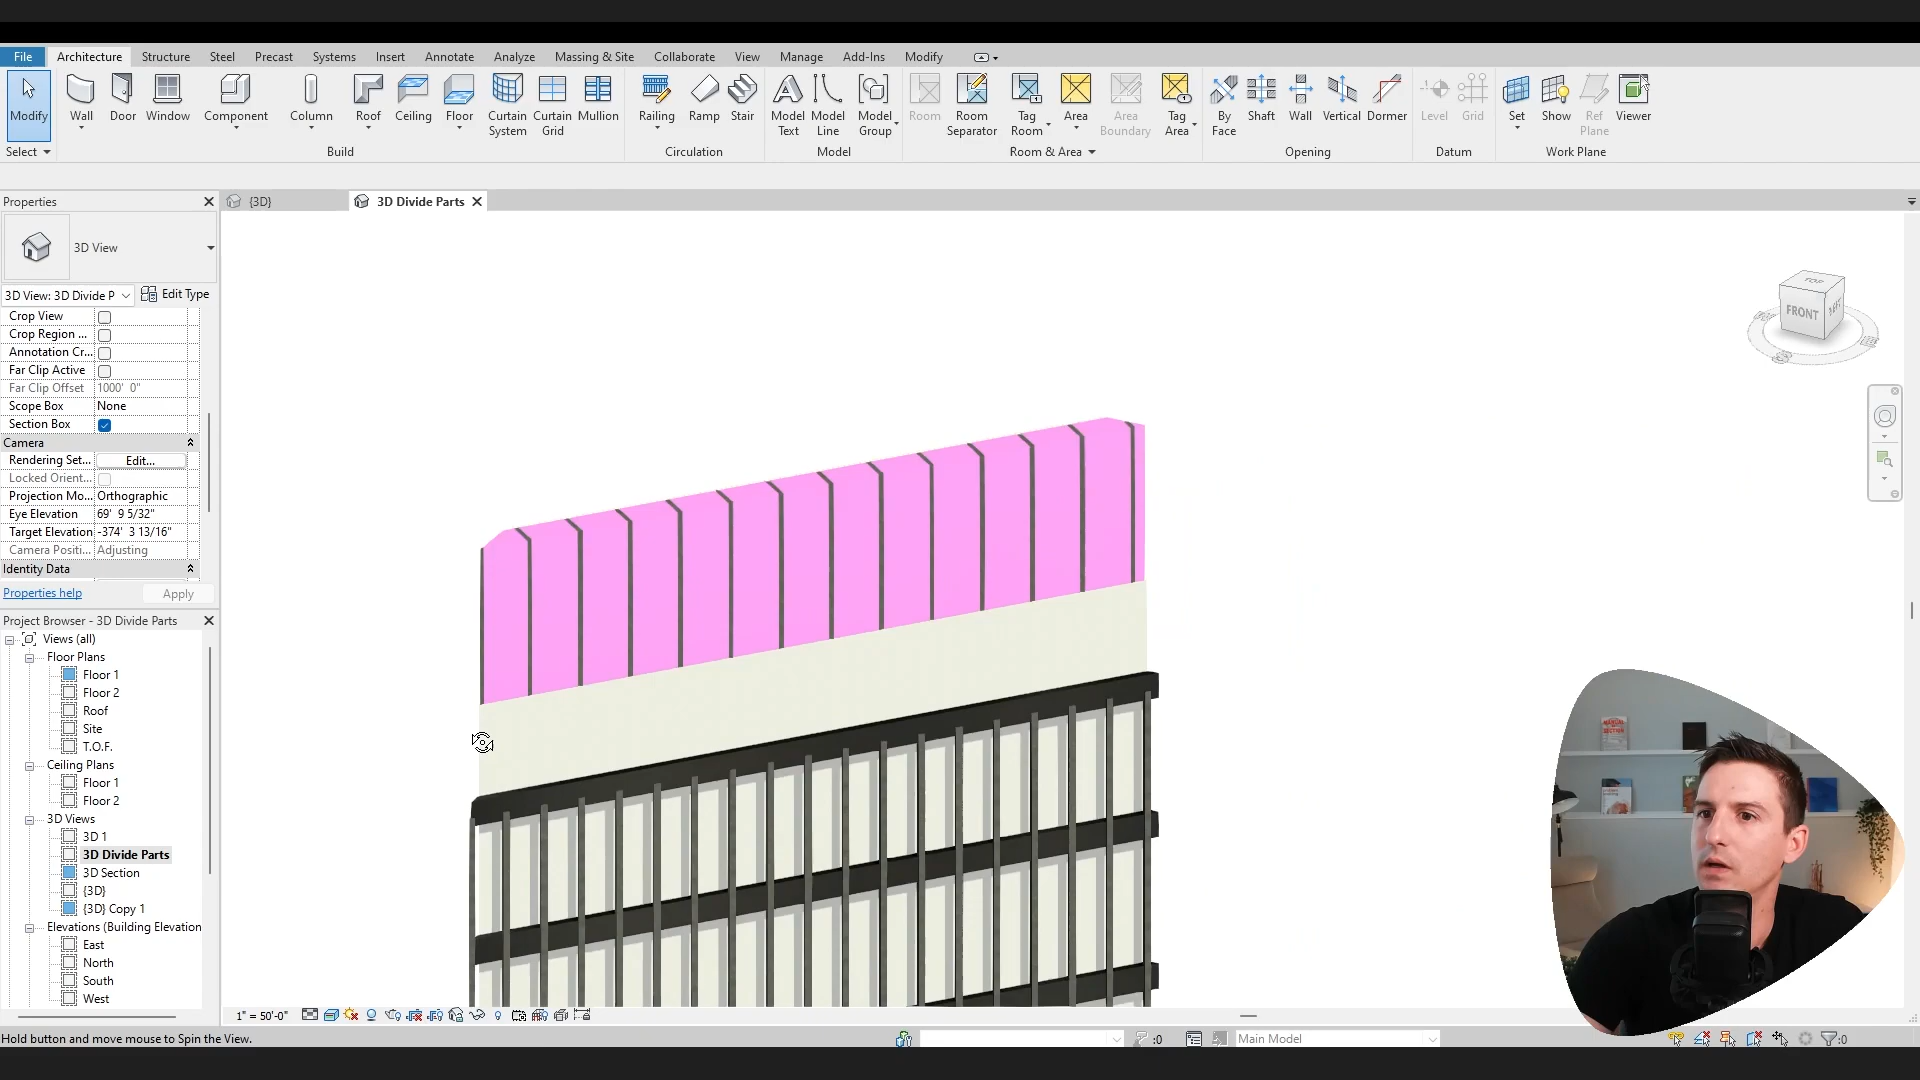 File Architecture Structure Steel Precast Systems Insert Annotate Analyze Massing & Site Collaborate View Manage Add-Ins Modify
Modify Wall Door Window Component Column Roof Ceiling Floor Curtain System Curtain Grid Mullion Railing Ramp Stair Model Text Model Line Model Group Room Room Separator Tag Room Area Area Boundary Tag Area By Face Shaft Wall Vertical Dormer Level Grid Set Show Ref Plane Viewer
Select Build Circulation Model Room & Area Opening Datum Work Plane
Properties
{3D}
3D Divide Parts
3D View
3D View: 3D Divide P
Edit Type
Crop View
Crop Region ...
Annotation Cr...
Far Clip Active
Far Clip Offset 1000' 0"
Scope Box None
Section Box
Camera
Rendering Set... Edit...
Locked Orient...
Projection Mo... Orthographic
Eye Elevation 69' 9 5/32"
Target Elevation -374' 3 13/16"
Camera Positi... Adjusting
Identity Data
Properties help Apply
Project Browser - 3D Divide Parts
Views (all)
Floor Plans
Floor 1
Floor 2
Roof
Site
T.O.F.
Ceiling Plans
Floor 1
Floor 2
3D Views
3D 1
3D Divide Parts
3D Section
{3D}
{3D} Copy 1
Elevations (Building Elevation
East
North
South
West
TOP
FRONT
1" = 50'-0"
Hold button and move mouse to Spin the View.
:0
Main Model
:0